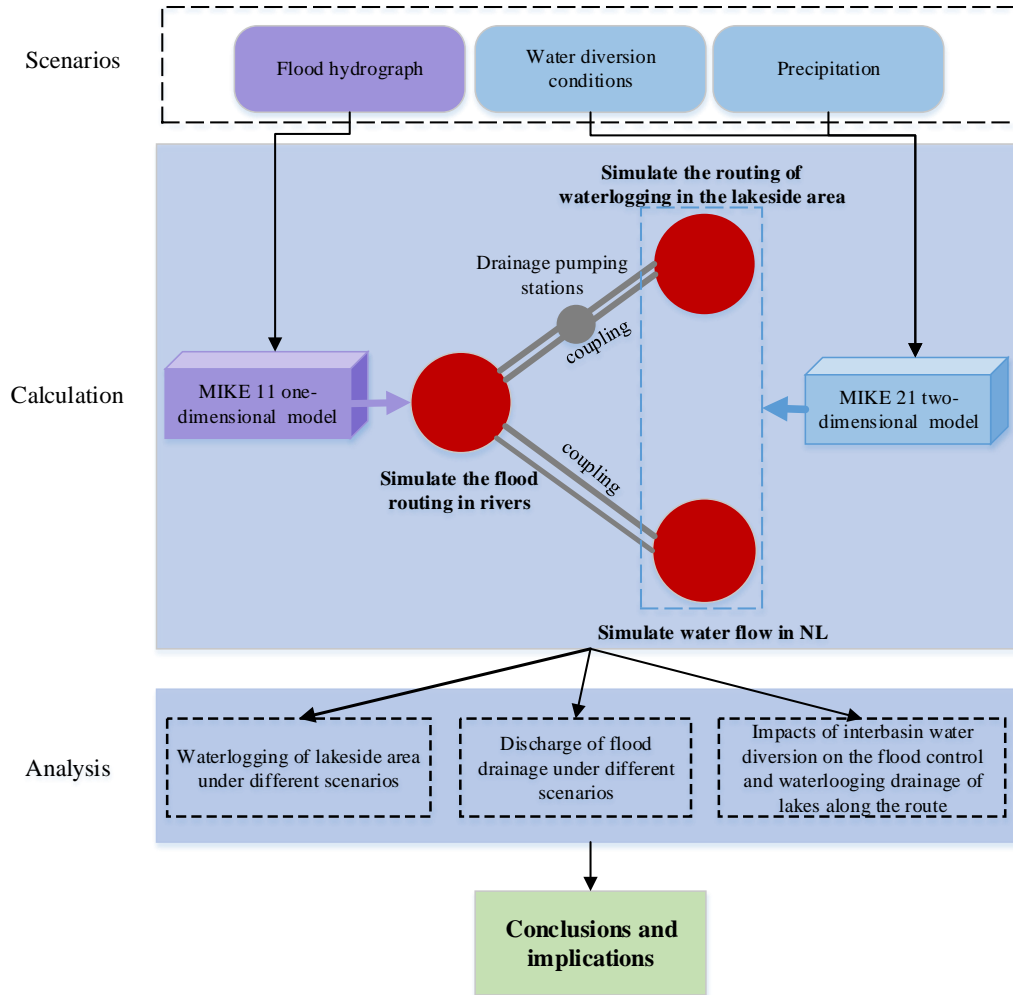 Scenarios
Flood hydrograph
Water diversion
conditions
Precipitation
Simulate the routing of
waterlogging in the lakeside area
Drainage pumping
stations
coupling
Calculation
MIKE 11 one-
dimensional model
MIKE 21 two-
dimensional model
Simulate the flood
routing in rivers
coupling
Simulate water flow in NL
Analysis
Waterlogging of lakeside area
under different scenarios
Discharge of flood
drainage under different
scenarios
Impacts of interbasin water
diversion on the flood control
and waterlooging drainage of
lakes along the route
Conclusions and
implications